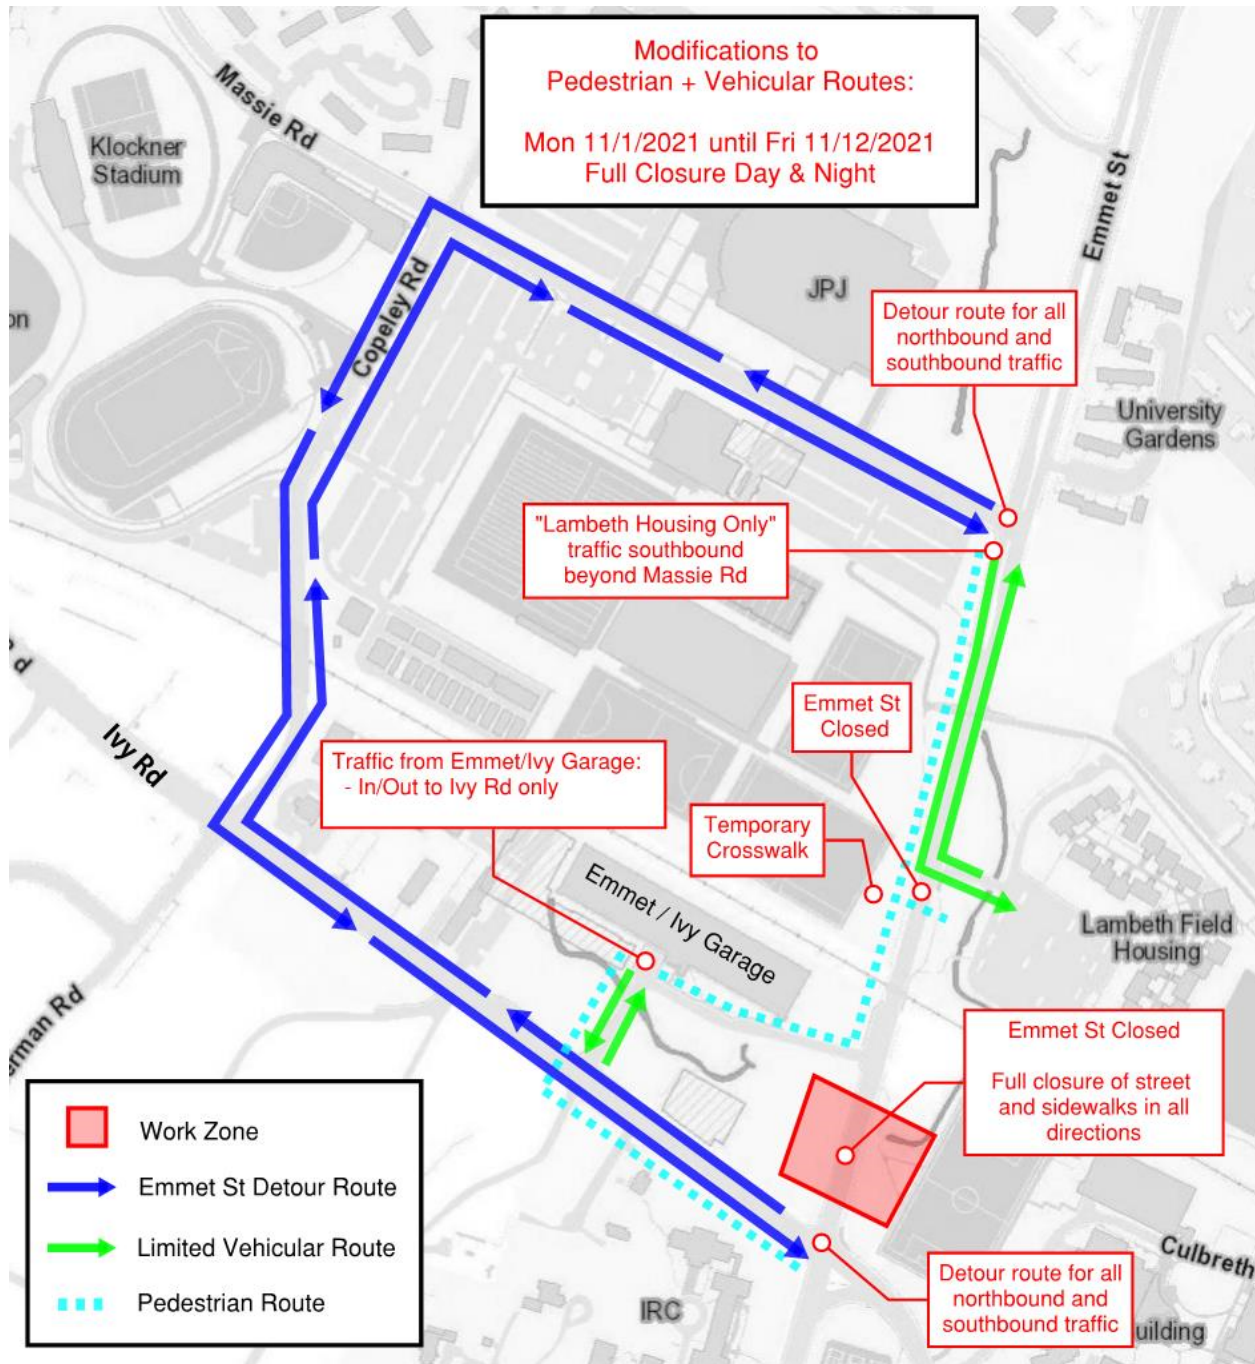 Modifications to
Pedestrian + Vehicular Routes:
Mon 11/1/2021 until Fri 11/12/2021
Full Closure Day & Night
Massie Rd
Klockner
Stadium
Emmet St
JPJ
Copeley Rd
on
Detour route for all
northbound and
southbound traffic
University
Gardens
"Lambeth Housing Only"
traffic southbound
beyond Massie Rd
d
Ivy Rd
Emmet St
Closed
Traffic from Emmet/Ivy Garage:
- In/Out to Ivy Rd only
Temporary
Crosswalk
Emmet / Ivy Garage
Lambeth Field
Housing
erman Rd
Emmet St Closed
Full closure of street
and sidewalks in all
directions
Work Zone
Emmet St Detour Route
Limited Vehicular Route
Pedestrian Route
Culbreth
Detour route for all
northbound and
southbound traffic
IRC
uilding